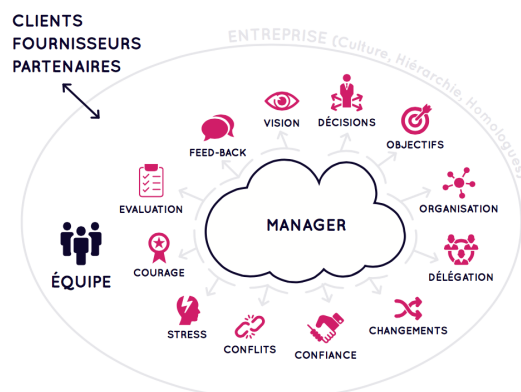 CLIENTS
FOURNISSEURS
PARTENAIRES
ENTREPRISE (Culture, Hiérarchie, Homologues)
VISION
DÉCISIONS
OBJECTIFS
FEED-BACK
EVALUATION
ORGANISATION
MANAGER
ÉQUIPE
COURAGE
DÉLÉGATION
STRESS
CONFLITS
CONFIANCE
CHANGEMENTS